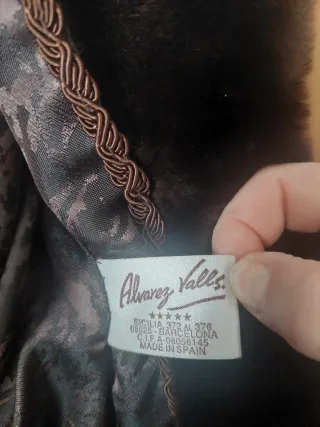 Alvarez Valls.
★★★★★
SICILIA 372 AL 376
08025-BARCELONA
C.I.F A-08056145
MADE IN SPAIN